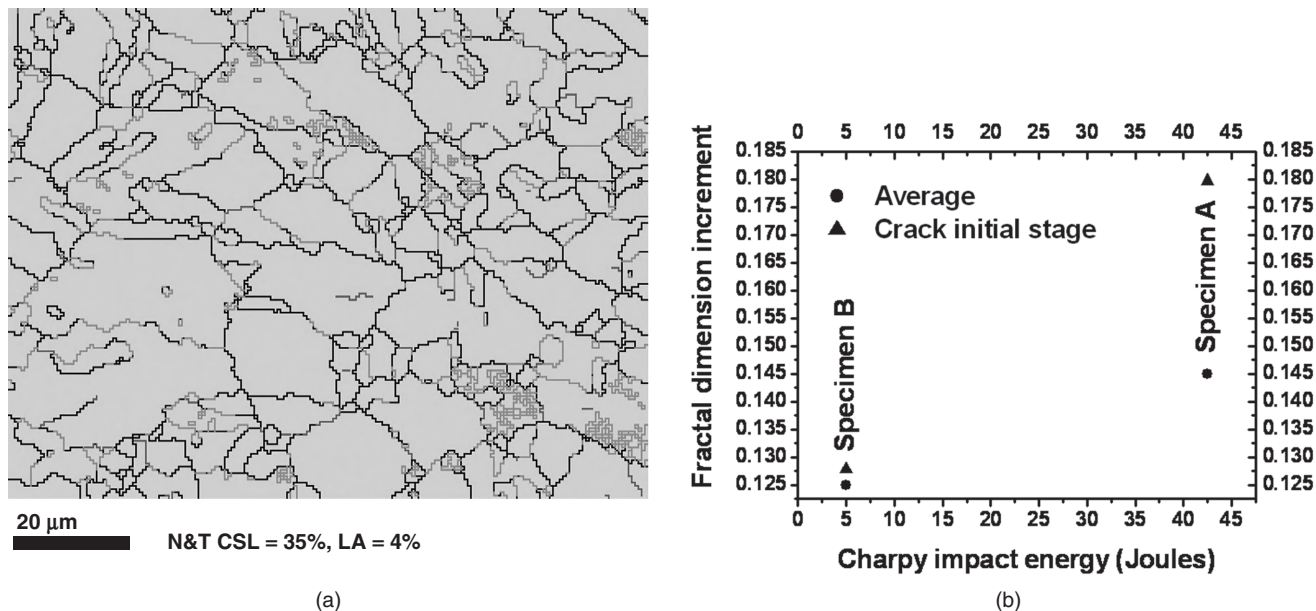 20 μm
N&T CSL = 35%, LA = 4%
(a)
0 5 10 15 20 25 30 35 40 45
0.185 0.185
0.180 0.180
0.175 0.175
0.170 0.170
0.165 0.165
0.160 0.160
0.155 0.155
0.150 0.150
0.145 0.145
0.140 0.140
0.135 0.135
0.130 0.130
0.125 0.125
Fractal dimension increment
Average
Crack initial stage
Specimen B
Specimen A
0 5 10 15 20 25 30 35 40 45
Charpy impact energy (Joules)
(b)